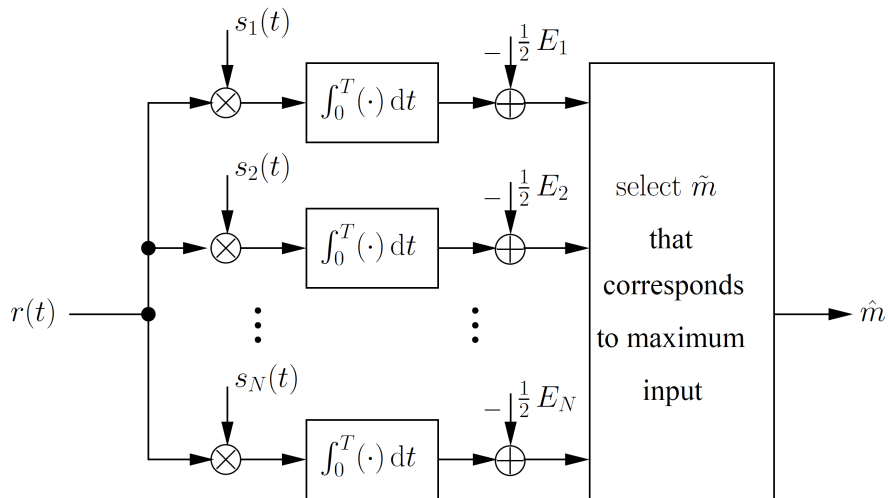 s_1(t)
− ½ E_1
∫_0^T (·) dt
s_2(t)
− ½ E_2
∫_0^T (·) dt
select m̃
that
corresponds
to maximum
input
r(t)
m̂
s_N(t)
− ½ E_N
∫_0^T (·) dt